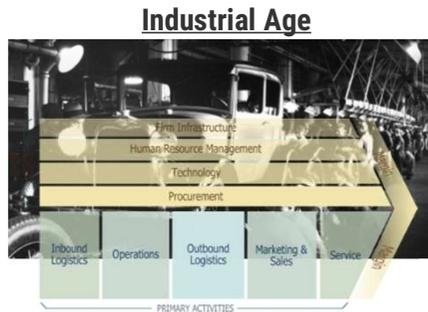 Industrial Age
Firm Infrastructure
Human Resource Management
Technology
Procurement
Margin
Inbound
Logistics
Operations
Outbound
Logistics
Marketing &
Sales
Service
Margin
PRIMARY ACTIVITIES